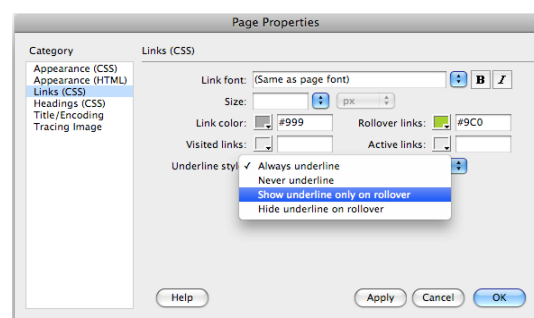 Page Properties
Category
Links (CSS)
Appearance (CSS)
Appearance (HTML)
Links (CSS)
Headings (CSS)
Title/Encoding
Tracing Image
Link font: (Same as page font) B I
Size: px
Link color: #999 Rollover links: #9C0
Visited links: Active links:
Underline styl ✓ Always underline
Never underline
Show underline only on rollover
Hide underline on rollover
Help Apply Cancel OK